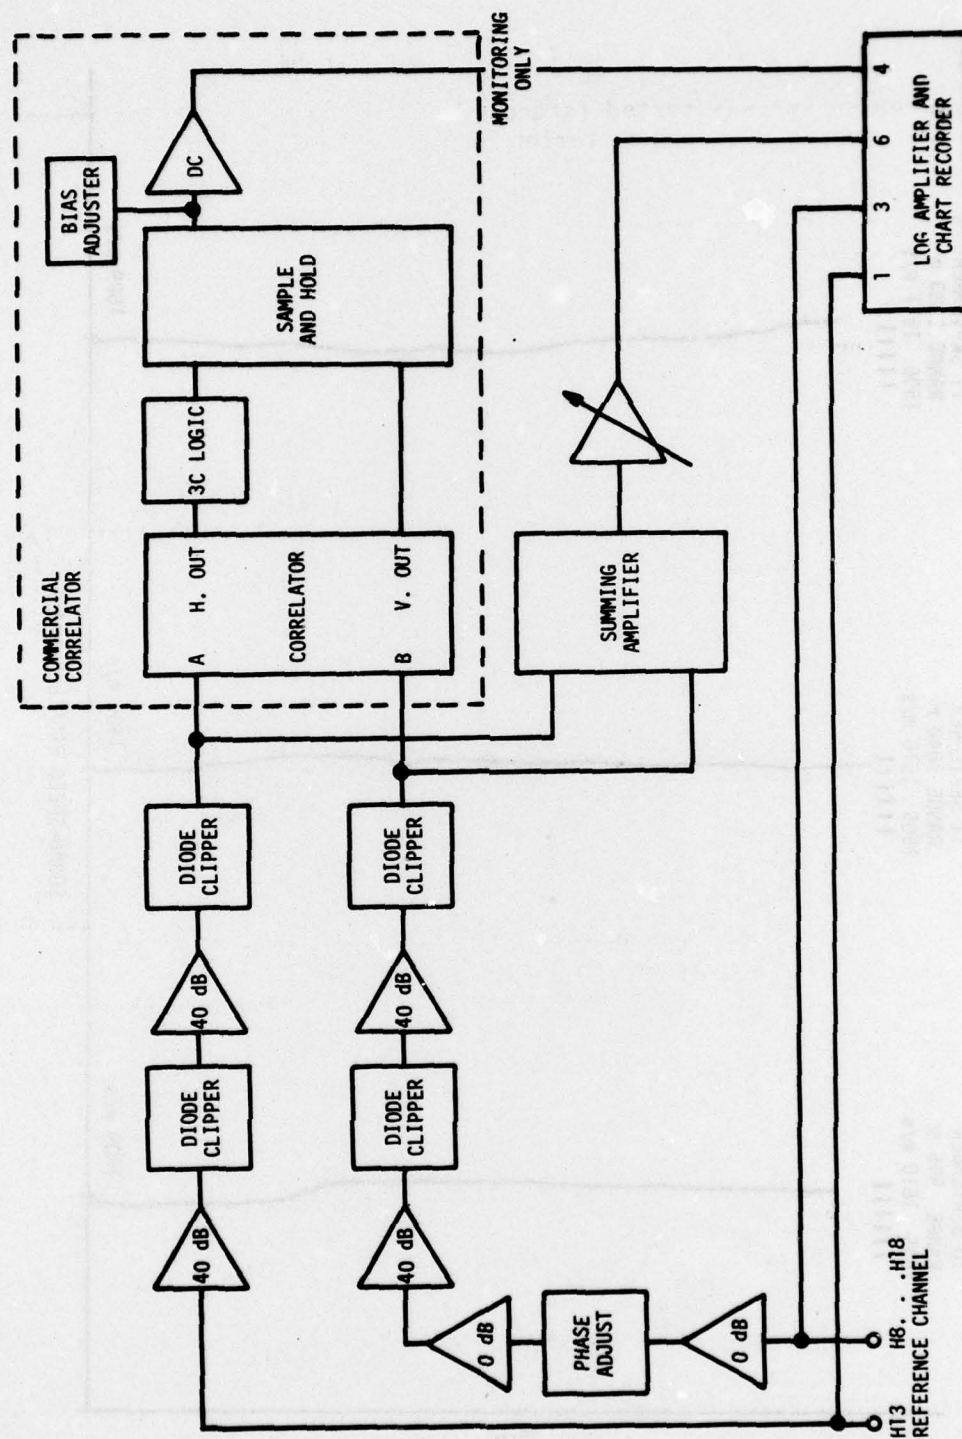 COMMERCIAL
CORRELATOR
BIAS
ADJUSTER
DC
40 dB
DIODE
CLIPPER
40 dB
DIODE
CLIPPER
A
H. OUT
CORRELATOR
B
V. OUT
3C LOGIC
SAMPLE
AND HOLD
MONITORING
ONLY
40 dB
DIODE
CLIPPER
40 dB
DIODE
CLIPPER
0 dB
PHASE
ADJUST
0 dB
SUMMING
AMPLIFIER
H13
H8. . .H18
REFERENCE CHANNEL
1
3
6
4
LOG AMPLIFIER AND
CHART RECORDER